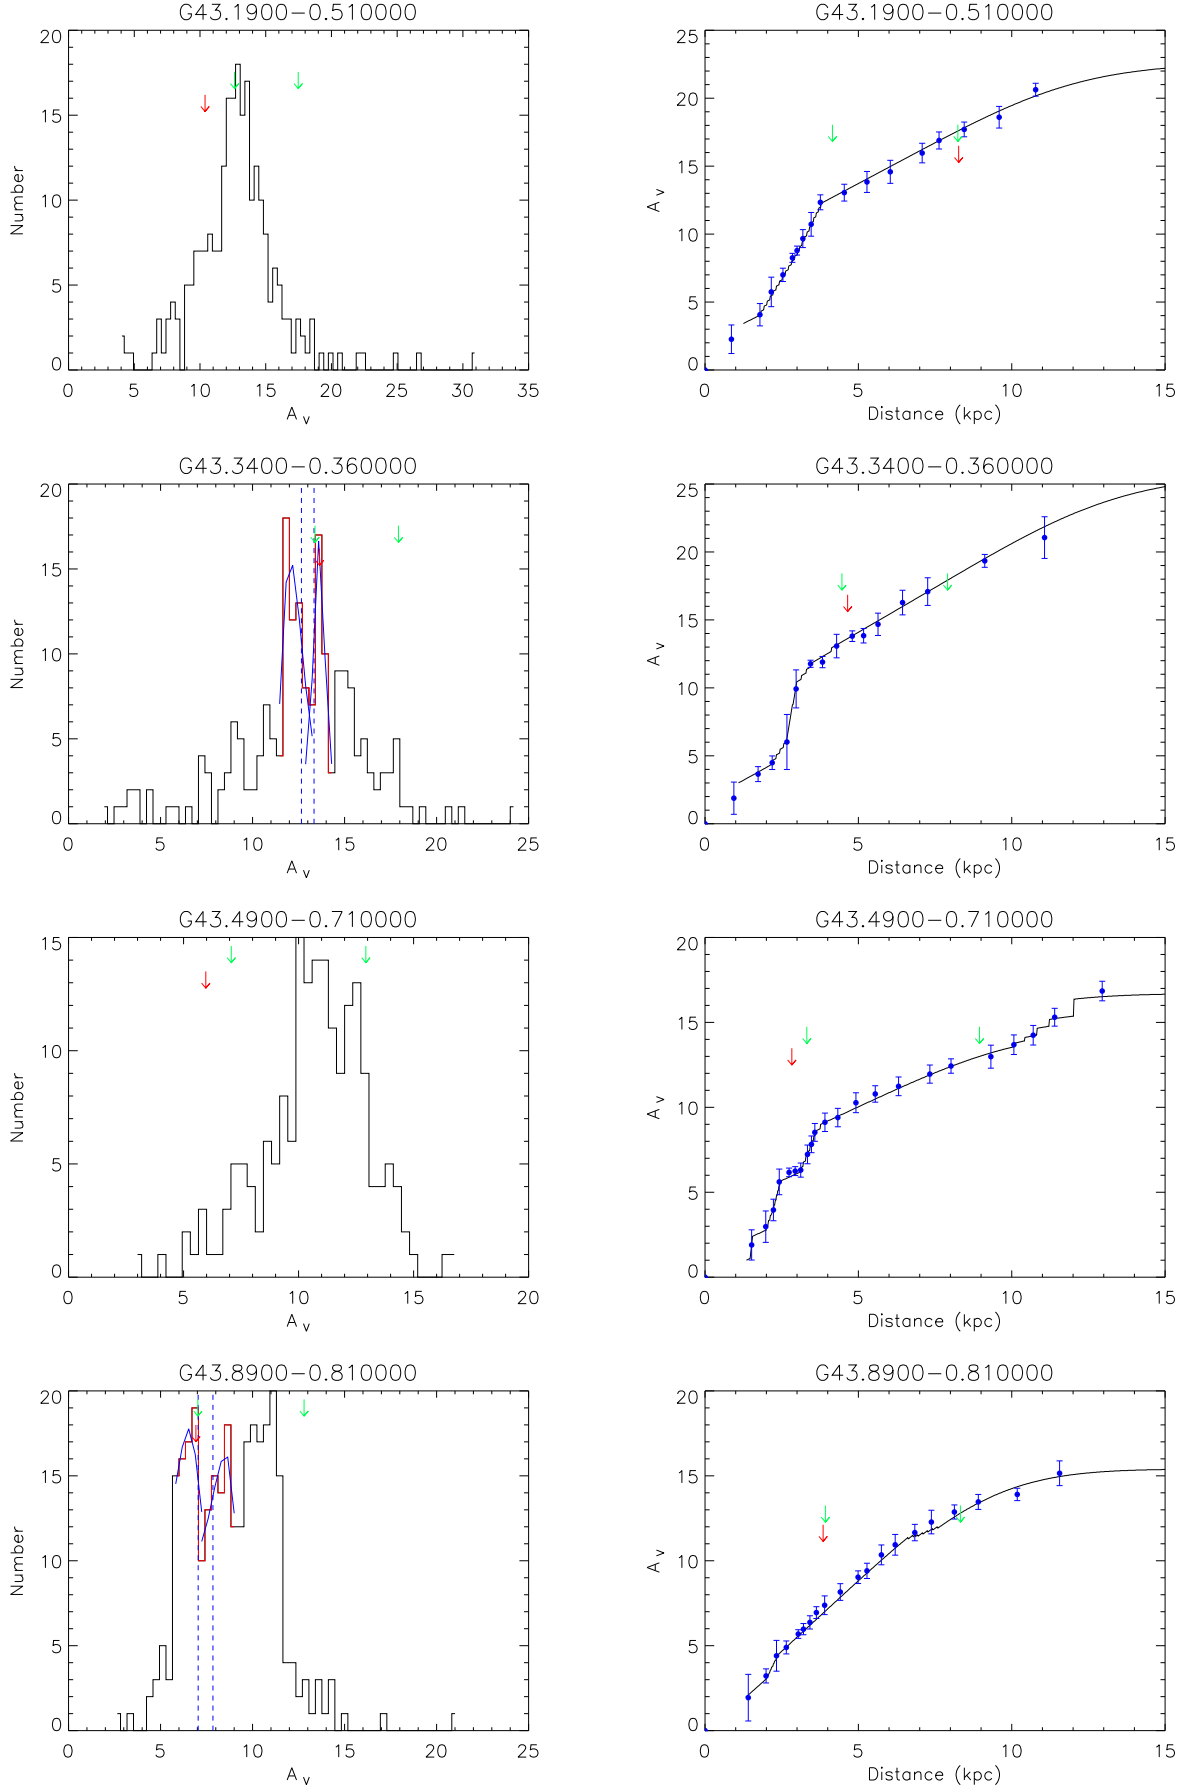 G43.1900−0.510000
G43.1900−0.510000
20
15
10
5
0
Number
0 5 10 15 20 25 30 35
A v
25
20
15
10
5
0
A v
0 5 10 15
Distance (kpc)
G43.3400−0.360000
G43.3400−0.360000
20
15
10
5
0
Number
0 5 10 15 20 25
A v
25
20
15
10
5
0
A v
0 5 10 15
Distance (kpc)
G43.4900−0.710000
G43.4900−0.710000
15
10
5
0
Number
0 5 10 15 20
A v
20
15
10
5
0
A v
0 5 10 15
Distance (kpc)
G43.8900−0.810000
G43.8900−0.810000
20
15
10
5
0
Number
0 5 10 15 20 25
A v
20
15
10
5
0
A v
0 5 10 15
Distance (kpc)